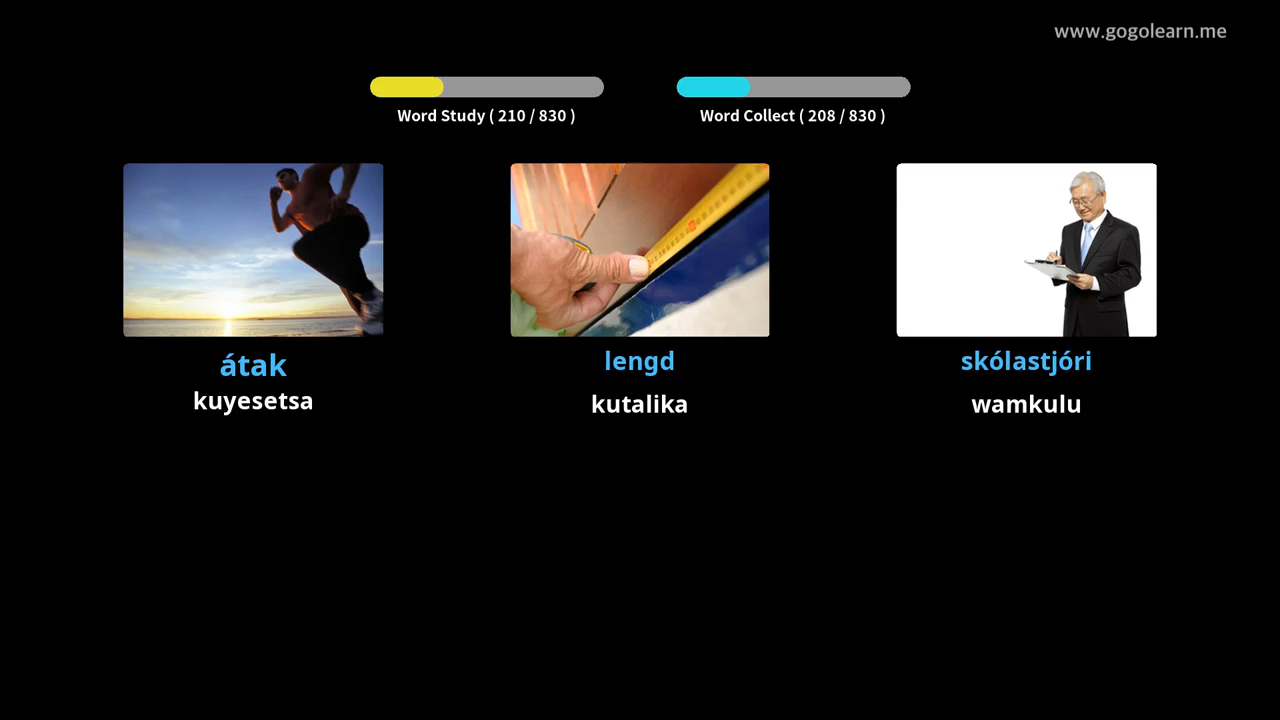 www.gogolearn.me
Word Study ( 210 / 830 )
Word Collect ( 208 / 830 )
átak
kuyesetsa
lengd
kutalika
skólastjóri
wamkulu